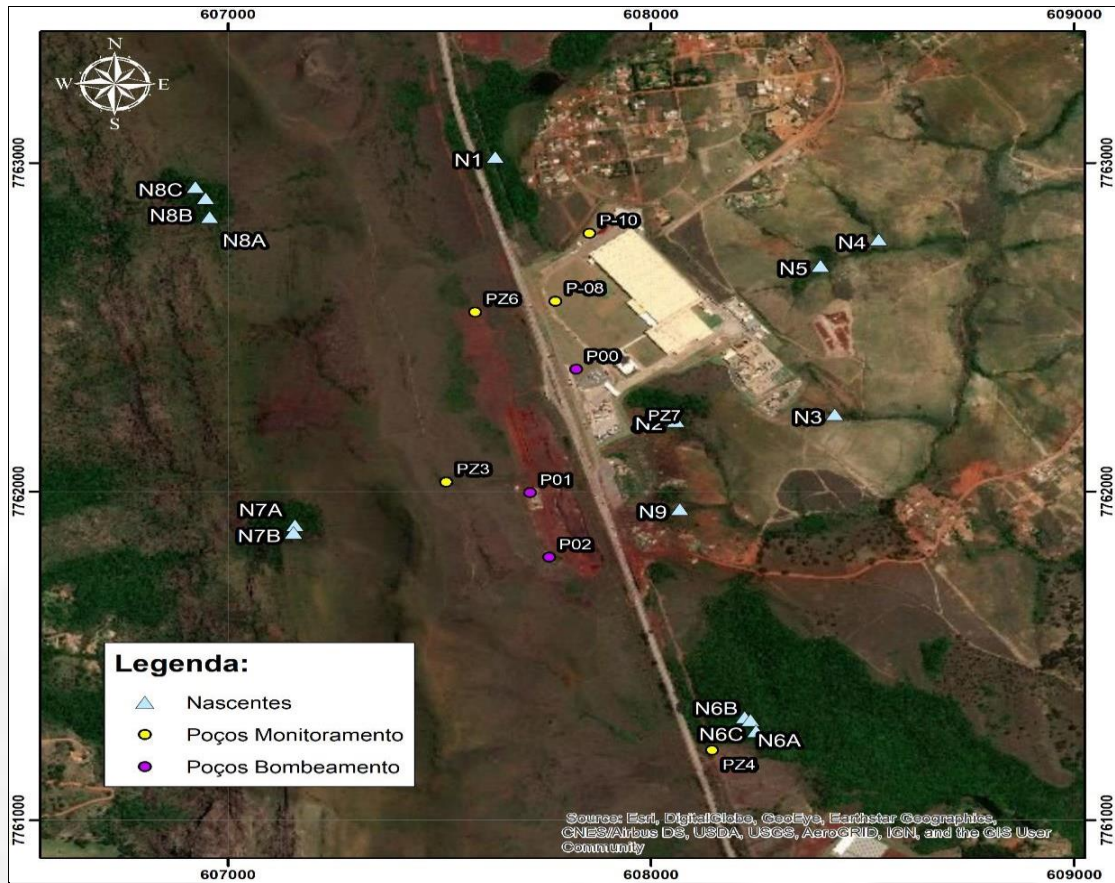 607000 608000 609000
N
W E
S
7763000 7763000
N1
N8C
N8B
N8A
P-10
N4
N5
PZ6
P-08
P00
PZ7
N2
N3
PZ3
P01
N9
7762000 7762000
N7A
N7B
P02
Legenda:
Nascentes
Poços Monitoramento
Poços Bombeamento
N6B
N6C
N6A
PZ4
7761000 7761000
Source: Esri, DigitalGlobe, GeoEye, Earthstar Geographics,
CNES/Airbus DS, USDA, USGS, AeroGRID, IGN, and the GIS User
Community
607000 608000 609000